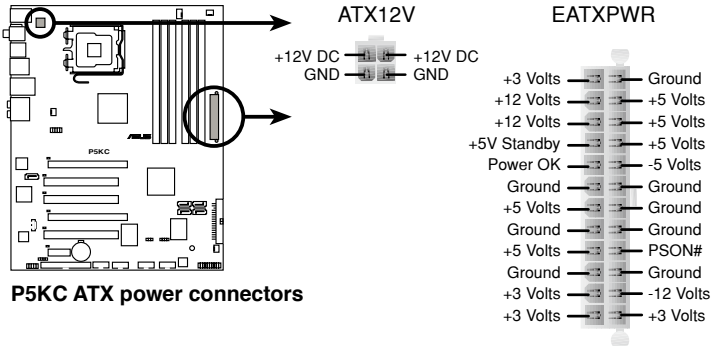 ATX12V
EATXPWR
+12V DC +12V DC
GND GND
+3 Volts Ground
+12 Volts +5 Volts
+12 Volts +5 Volts
+5V Standby +5 Volts
Power OK -5 Volts
Ground Ground
+5 Volts Ground
Ground Ground
+5 Volts PSON#
Ground Ground
+3 Volts -12 Volts
+3 Volts +3 Volts
ASUS
P5KC
P5KC ATX power connectors